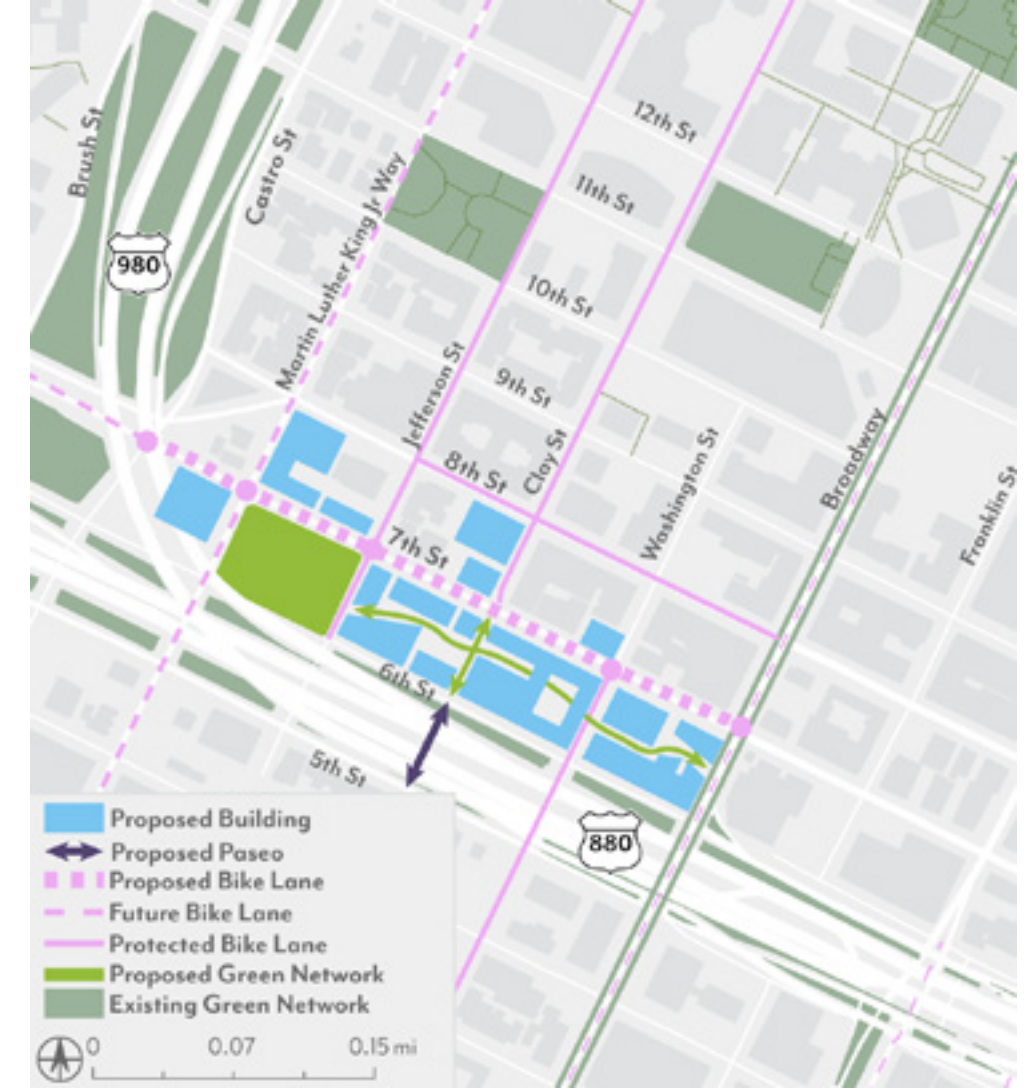 12th St
Brush St
Castro St
Martin Luther King Jr Way
11th St
980
10th St
Jefferson St
9th St
Clay St
8th St
Washington St
Broadway
Franklin St
7th St
6th St
5th St
880
Proposed Building
Proposed Paseo
Proposed Bike Lane
Future Bike Lane
Protected Bike Lane
Proposed Green Network
Existing Green Network
0 0.07 0.15 mi